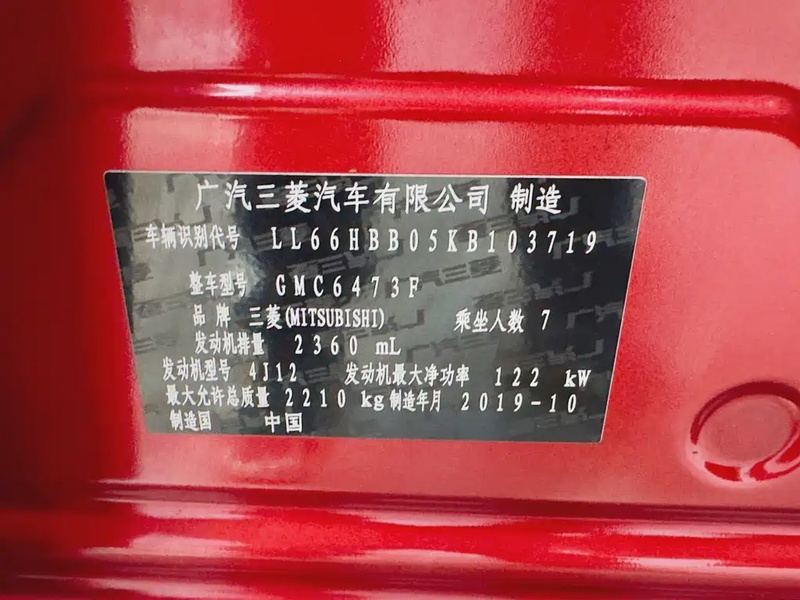 广汽三菱汽车有限公司 制造
车辆识别代号 LL66HBB05KB103719
整车型号 GMC6473F
品牌 三菱(MITSUBISHI) 乘坐人数 7
发动机排量 2360 mL
发动机型号 4J12 发动机最大净功率 122 kW
最大允许总质量 2210 kg 制造年月 2019-10
制造国 中国